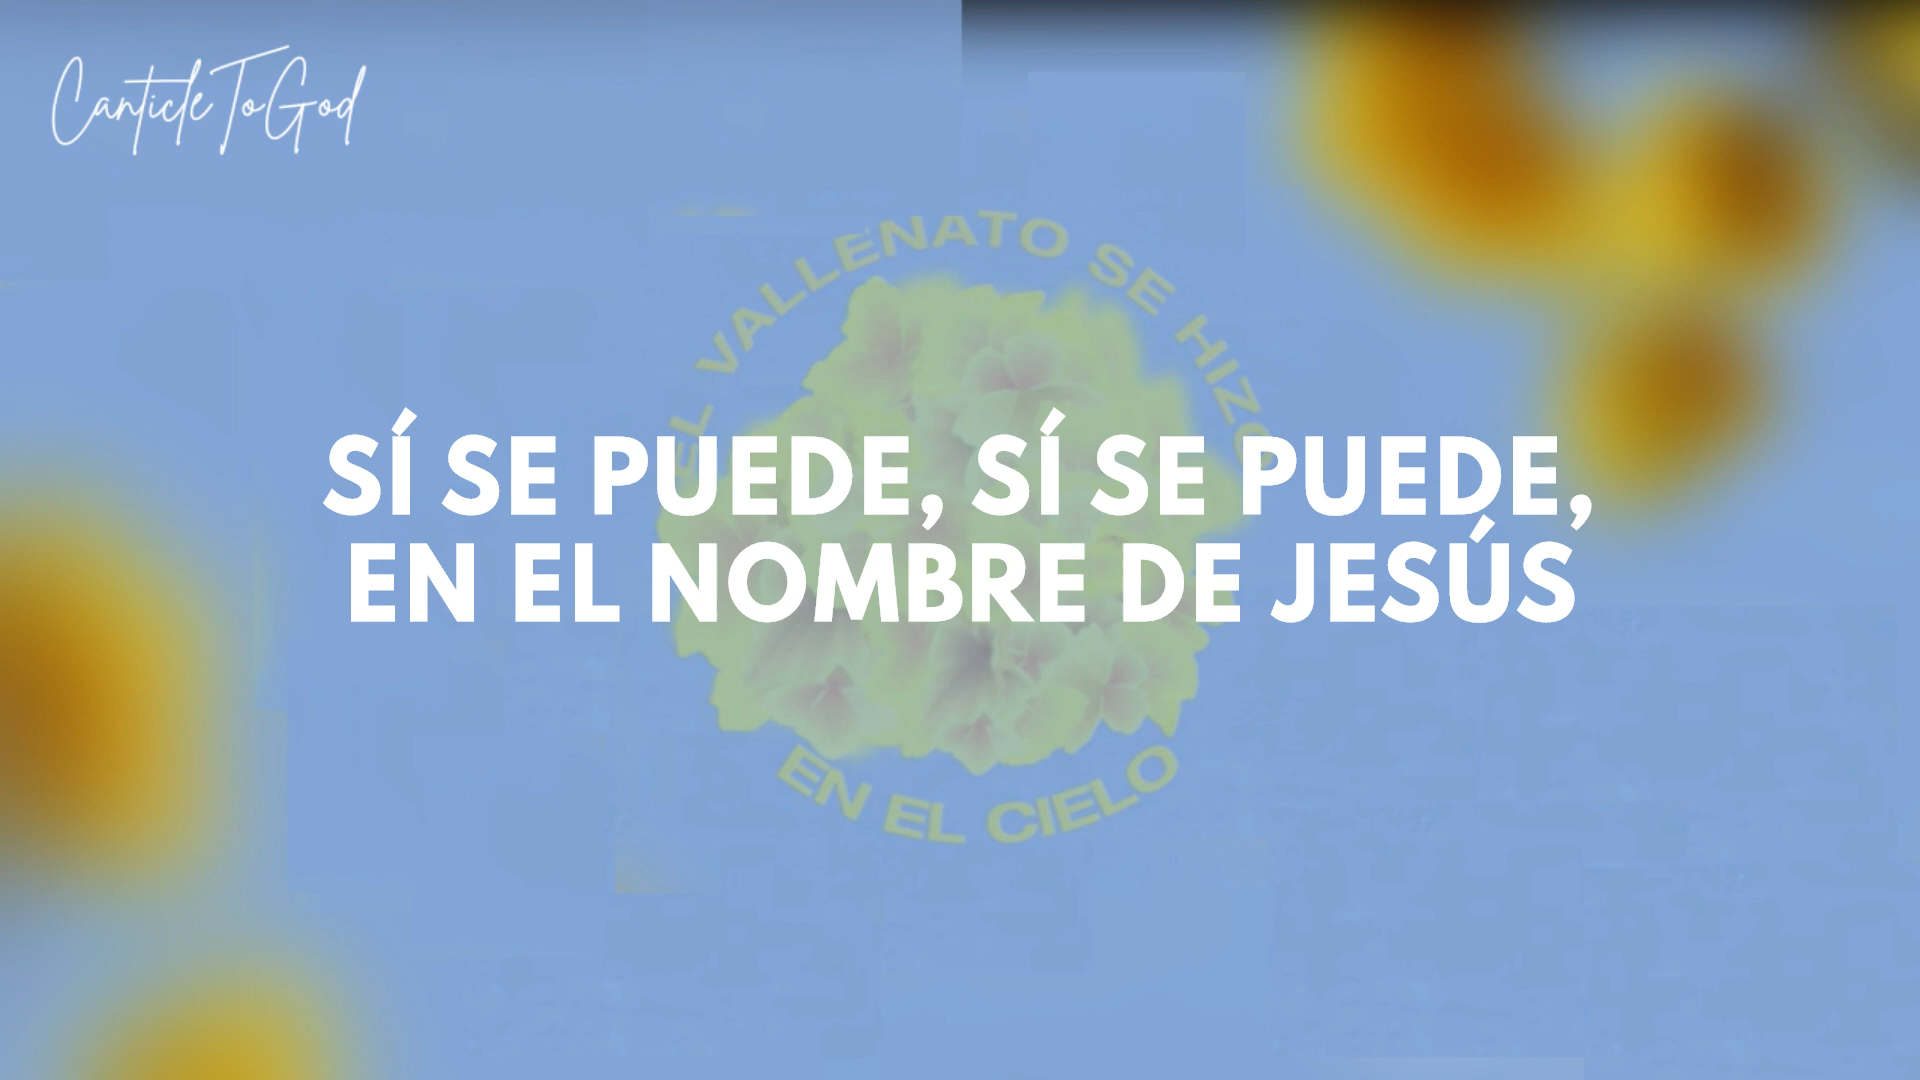 CanticleToGod
EL VALLENATO SE HIZO
SÍ SE PUEDE, SÍ SE PUEDE,
EN EL NOMBRE DE JESÚS
EN EL CIELO